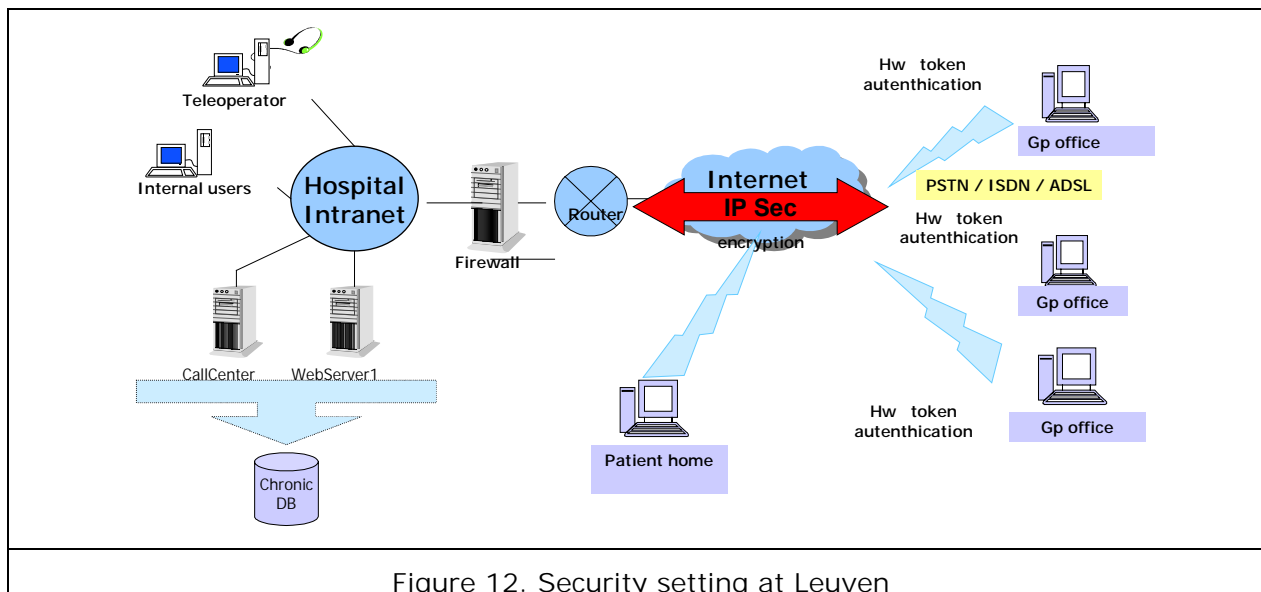 Teleoperator
Internal users
Hospital
Intranet
CallCenter
WebServer1
Chronic
DB
Firewall
Router
Internet
IP Sec
encryption
Patient home
Hw token
autenthication
Gp office
PSTN / ISDN / ADSL
Hw token
autenthication
Gp office
Hw token
autenthication
Gp office
Figure 12. Security setting at Leuven